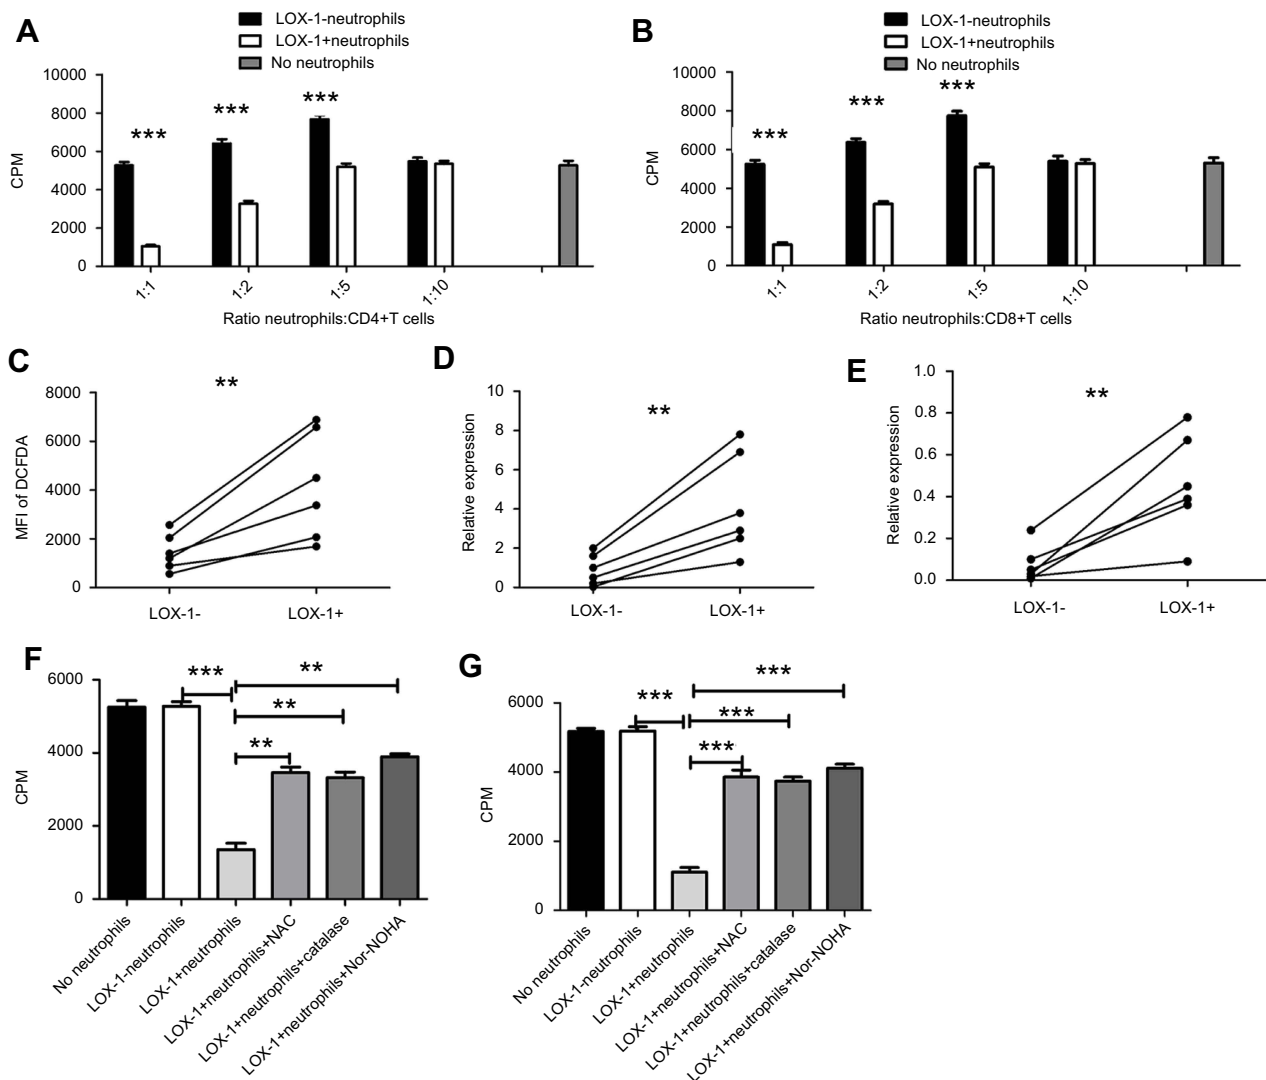 A
LOX-1-neutrophils
LOX-1+neutrophils
No neutrophils
10000
8000
6000
4000
2000
0
CPM
***
***
***
1:1
1:2
1:5
1:10
Ratio neutrophils:CD4+T cells
B
LOX-1-neutrophils
LOX-1+neutrophils
No neutrophils
10000
8000
6000
4000
2000
0
CPM
***
***
***
1:1
1:2
1:5
1:10
Ratio neutrophils:CD8+T cells
C
8000
6000
4000
2000
0
MFI of DCFDA
**
LOX-1-
LOX-1+
D
10
8
6
4
2
0
Relative expression
**
LOX-1-
LOX-1+
E
1.0
0.8
0.6
0.4
0.2
0.0
Relative expression
**
LOX-1-
LOX-1+
F
6000
4000
2000
0
CPM
***
**
**
**
No neutrophils
LOX-1-neutrophils
LOX-1+neutrophils
LOX-1+neutrophils+NAC
LOX-1+neutrophils+catalase
LOX-1+neutrophils+Nor-NOHA
G
6000
4000
2000
0
CPM
***
***
***
***
No neutrophils
LOX-1-neutrophils
LOX-1+neutrophils
LOX-1+neutrophils+NAC
LOX-1+neutrophils+catalase
LOX-1+neutrophils+Nor-NOHA